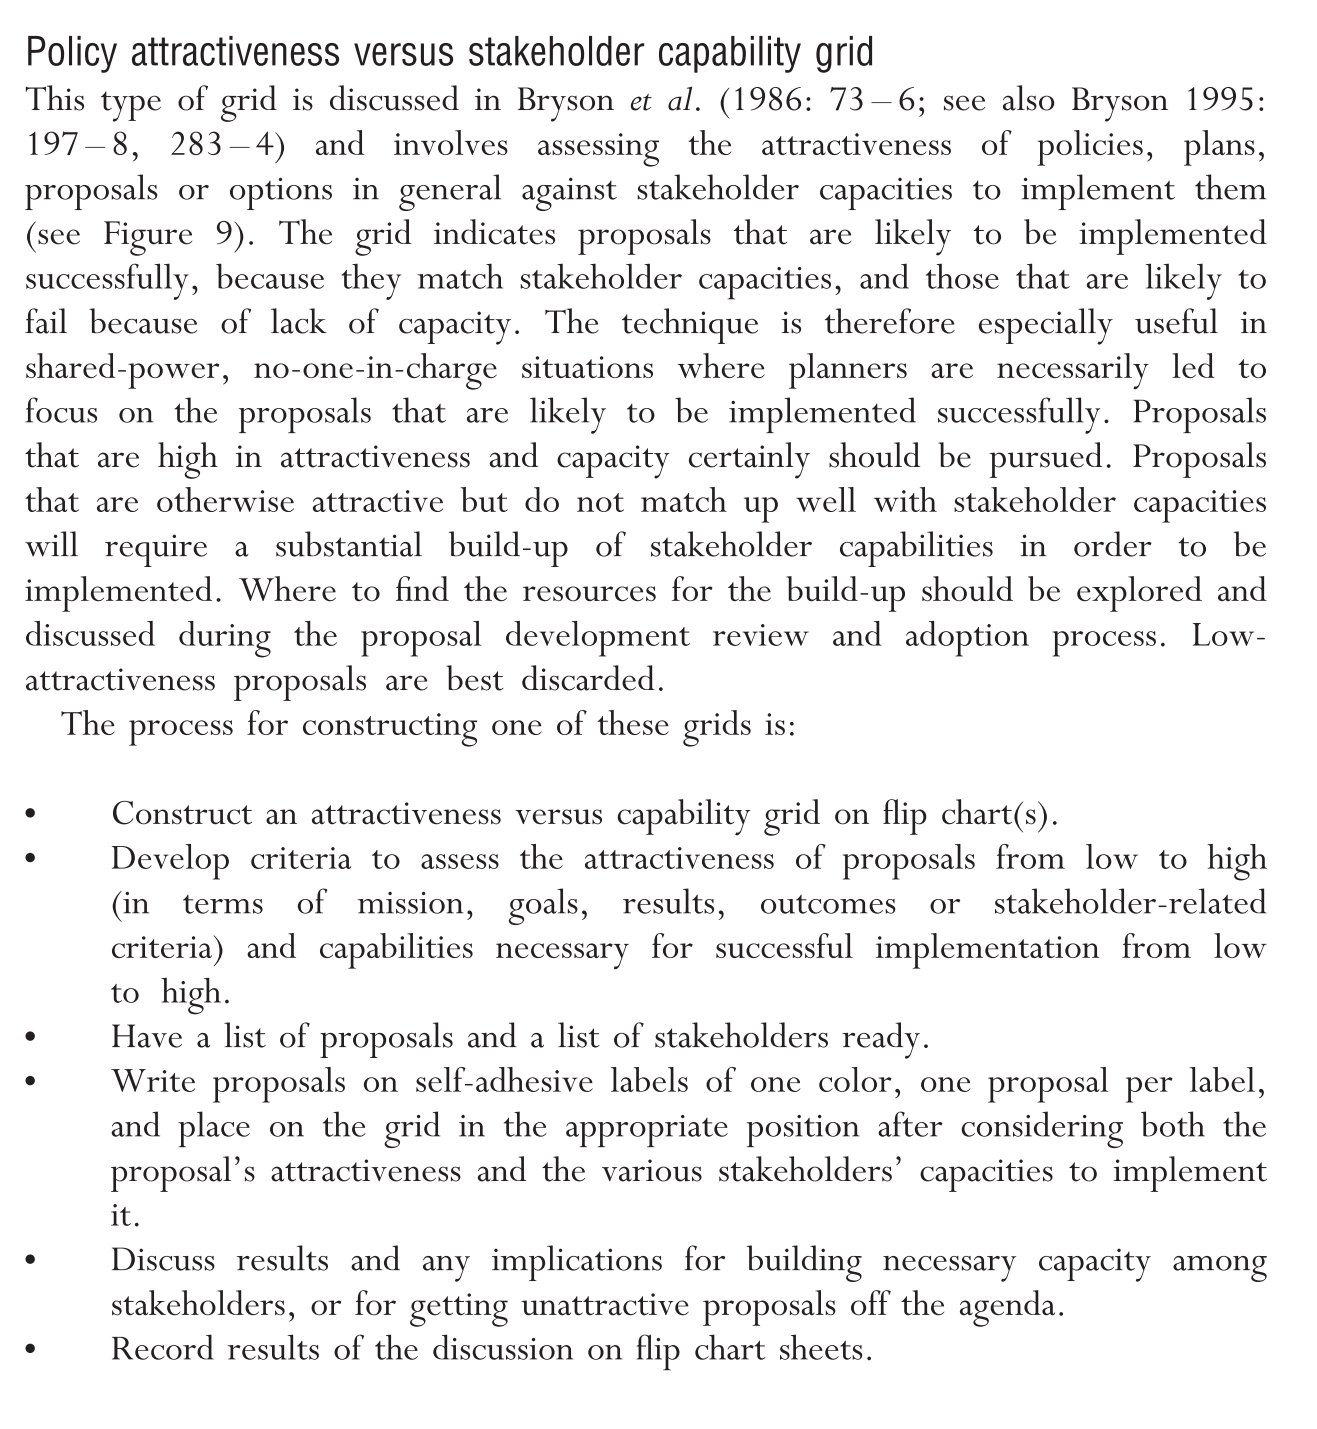 Policy attractiveness versus stakeholder capability grid
This type of grid is discussed in Bryson et al. (1986: 73–6; see also Bryson 1995:
197–8, 283–4) and involves assessing the attractiveness of policies, plans,
proposals or options in general against stakeholder capacities to implement them
(see Figure 9). The grid indicates proposals that are likely to be implemented
successfully, because they match stakeholder capacities, and those that are likely to
fail because of lack of capacity. The technique is therefore especially useful in
shared-power, no-one-in-charge situations where planners are necessarily led to
focus on the proposals that are likely to be implemented successfully. Proposals
that are high in attractiveness and capacity certainly should be pursued. Proposals
that are otherwise attractive but do not match up well with stakeholder capacities
will require a substantial build-up of stakeholder capabilities in order to be
implemented. Where to find the resources for the build-up should be explored and
discussed during the proposal development review and adoption process. Low-
attractiveness proposals are best discarded.
The process for constructing one of these grids is:
• Construct an attractiveness versus capability grid on flip chart(s).
• Develop criteria to assess the attractiveness of proposals from low to high
(in terms of mission, goals, results, outcomes or stakeholder-related
criteria) and capabilities necessary for successful implementation from low
to high.
• Have a list of proposals and a list of stakeholders ready.
• Write proposals on self-adhesive labels of one color, one proposal per label,
and place on the grid in the appropriate position after considering both the
proposal's attractiveness and the various stakeholders' capacities to implement
it.
• Discuss results and any implications for building necessary capacity among
stakeholders, or for getting unattractive proposals off the agenda.
• Record results of the discussion on flip chart sheets.